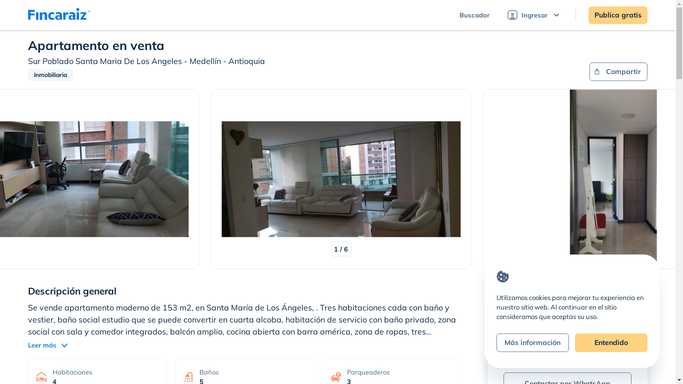 Fincaraiz
Buscador
Ingresar
Publica gratis
Apartamento en venta
Sur Poblado Santa Maria De Los Angeles - Medellín - Antioquia
Inmobiliaria
Compartir
1 / 6
Descripción general
Se vende apartamento moderno de 153 m2, en Santa María de Los Ángeles, . Tres habitaciones cada con baño y
vestier, baño social estudio que se puede convertir en cuarta alcoba, habitación de servicio con baño privado, zona
social con sala y comedor integrados, balcón amplio, cocina abierta con barra américa, zona de ropas, tres...
Leer más
Habitaciones
4
Baños
5
Parqueaderos
3
Utilizamos cookies para mejorar tu experiencia en
nuestro sitio web. Al continuar en el sitio
consideramos que aceptas su uso.
Más información
Entendido
Contactar por WhatsApp